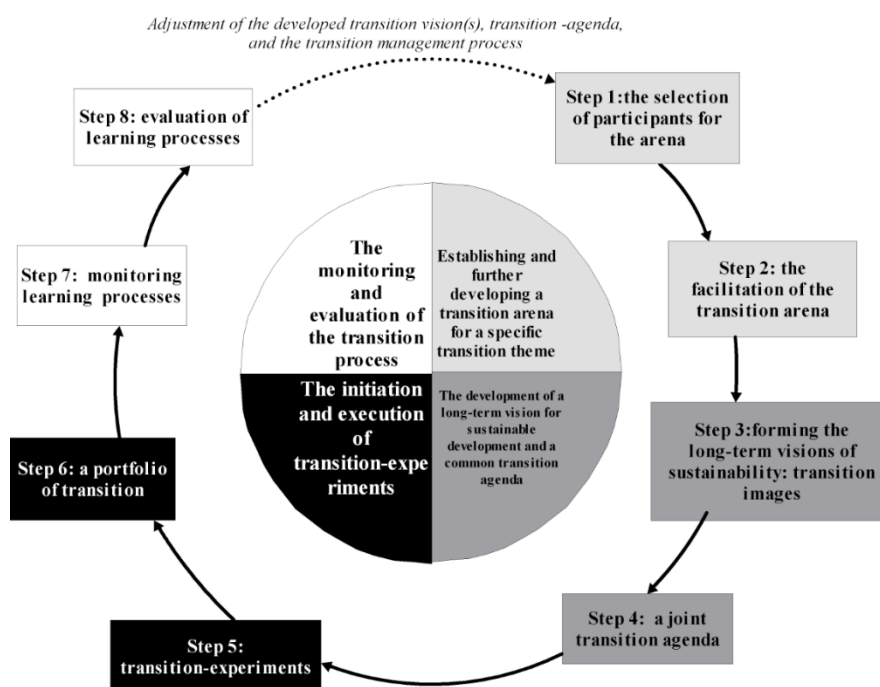 Adjustment of the developed transition vision(s), transition -agenda,
and the transition management process
Step 1:the selection
of participants for
the arena
Step 2: the
facilitation of the
transition arena
Step 3:forming the
long-term visions of
sustainability: transition
images
Step 4: a joint
transition agenda
Step 5:
transition-experiments
Step 6: a portfolio
of transition
Step 7: monitoring
learning processes
Step 8: evaluation of
learning processes
The
monitoring
and
evaluation of
the transition
process
Establishing and
further
developing a
transition arena
for a specific
transition theme
The initiation
and execution
of
transition-expe
riments
The development of a
long-term vision for
sustainable
development and a
common transition
agenda